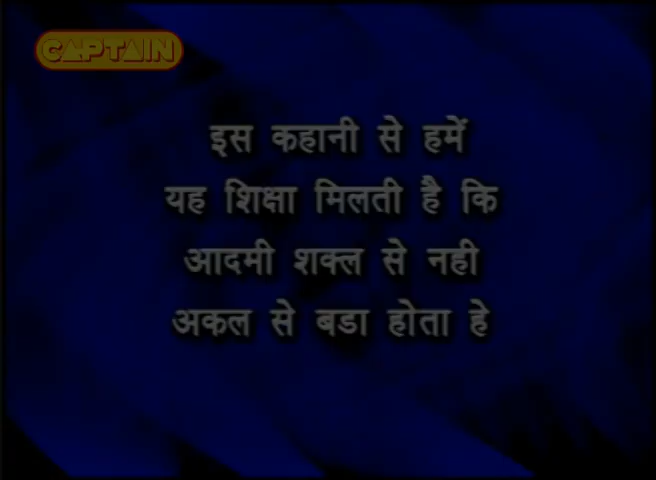 CAPTAIN
इस कहानी से हमें
यह शिक्षा मिलती है कि
आदमी शक्ल से नही
अकल से बडा होता हे